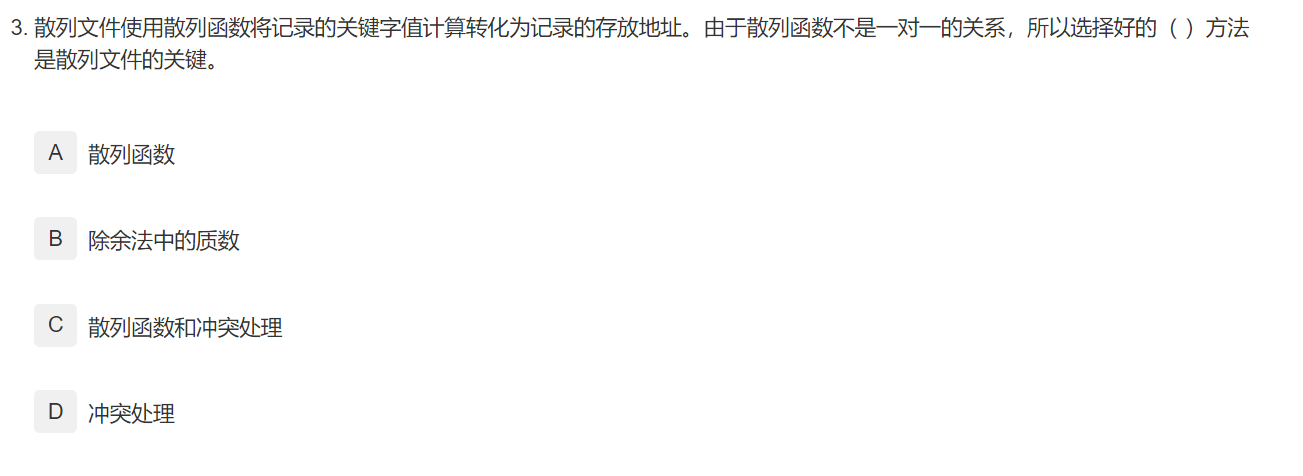 3. 散列文件使用散列函数将记录的关键字值计算转化为记录的存放地址。由于散列函数不是一对一的关系，所以选择好的（ ）方法
是散列文件的关键。
A 散列函数
B 除余法中的质数
C 散列函数和冲突处理
D 冲突处理